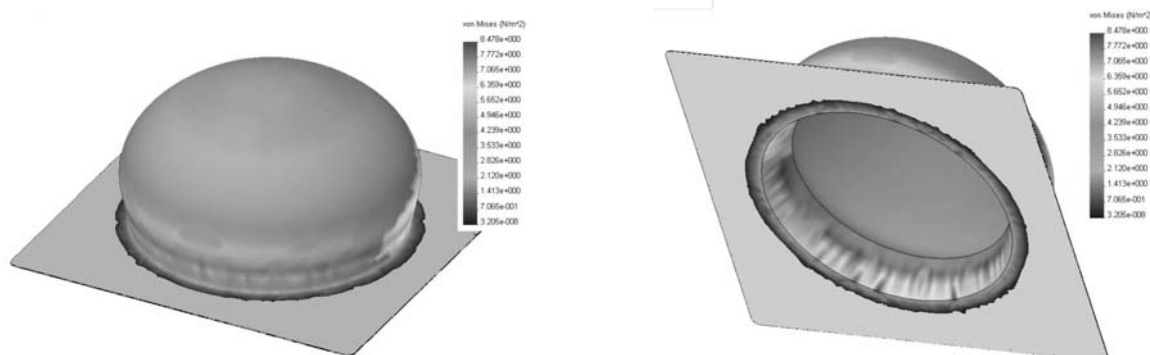 von Mises (N/m^2)
8.478e+000
7.772e+000
7.065e+000
6.359e+000
5.652e+000
4.946e+000
4.239e+000
3.533e+000
2.826e+000
2.120e+000
1.413e+000
7.065e-001
3.205e-008
von Mises (N/m^2)
8.478e+000
7.772e+000
7.065e+000
6.359e+000
5.652e+000
4.946e+000
4.239e+000
3.533e+000
2.826e+000
2.120e+000
1.413e+000
7.065e-001
3.205e-008